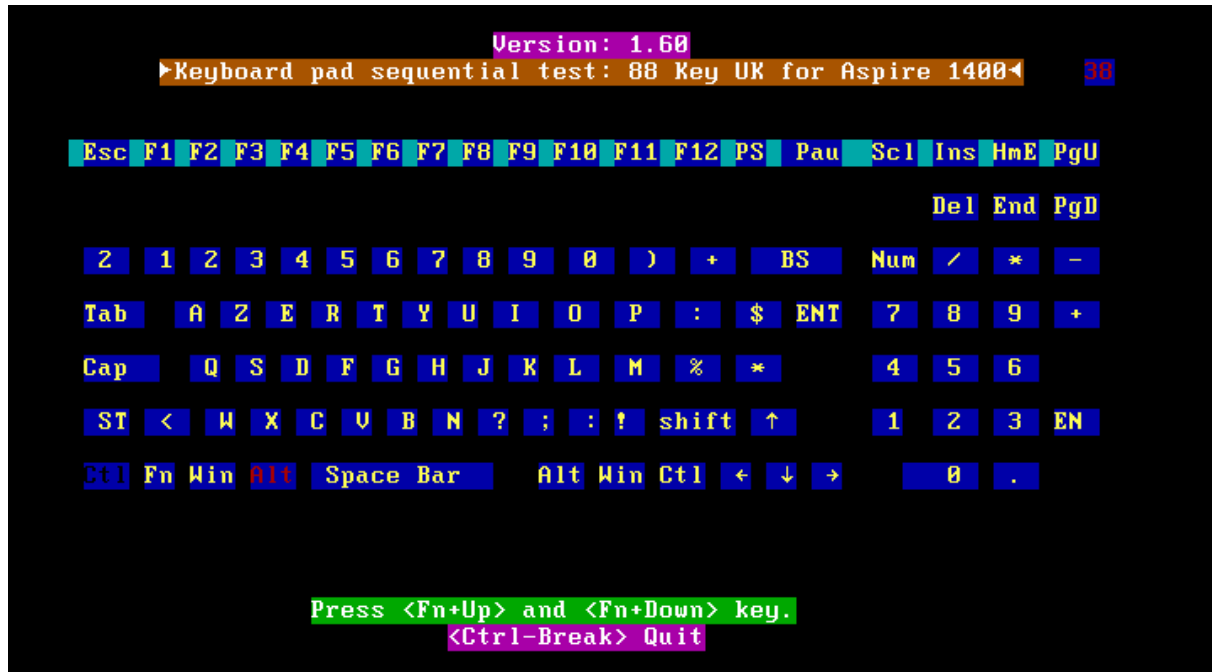 Version: 1.60
►Keyboard pad sequential test: 88 Key UK for Aspire 1400◄ 38
Esc F1 F2 F3 F4 F5 F6 F7 F8 F9 F10 F11 F12 PS Pau Scl Ins HmE PgU
Del End PgD
2 1 2 3 4 5 6 7 8 9 0 ) + BS Num / * -
Tab A Z E R T Y U I O P : $ ENT 7 8 9 +
Cap Q S D F G H J K L M % * 4 5 6
ST < W X C V B N ? ; : ! shift ↑ 1 2 3 EN
Ctl Fn Win Alt Space Bar Alt Win Ctl ← ↓ → 0 .
Press <Fn+Up> and <Fn+Down> key.
<Ctrl-Break> Quit